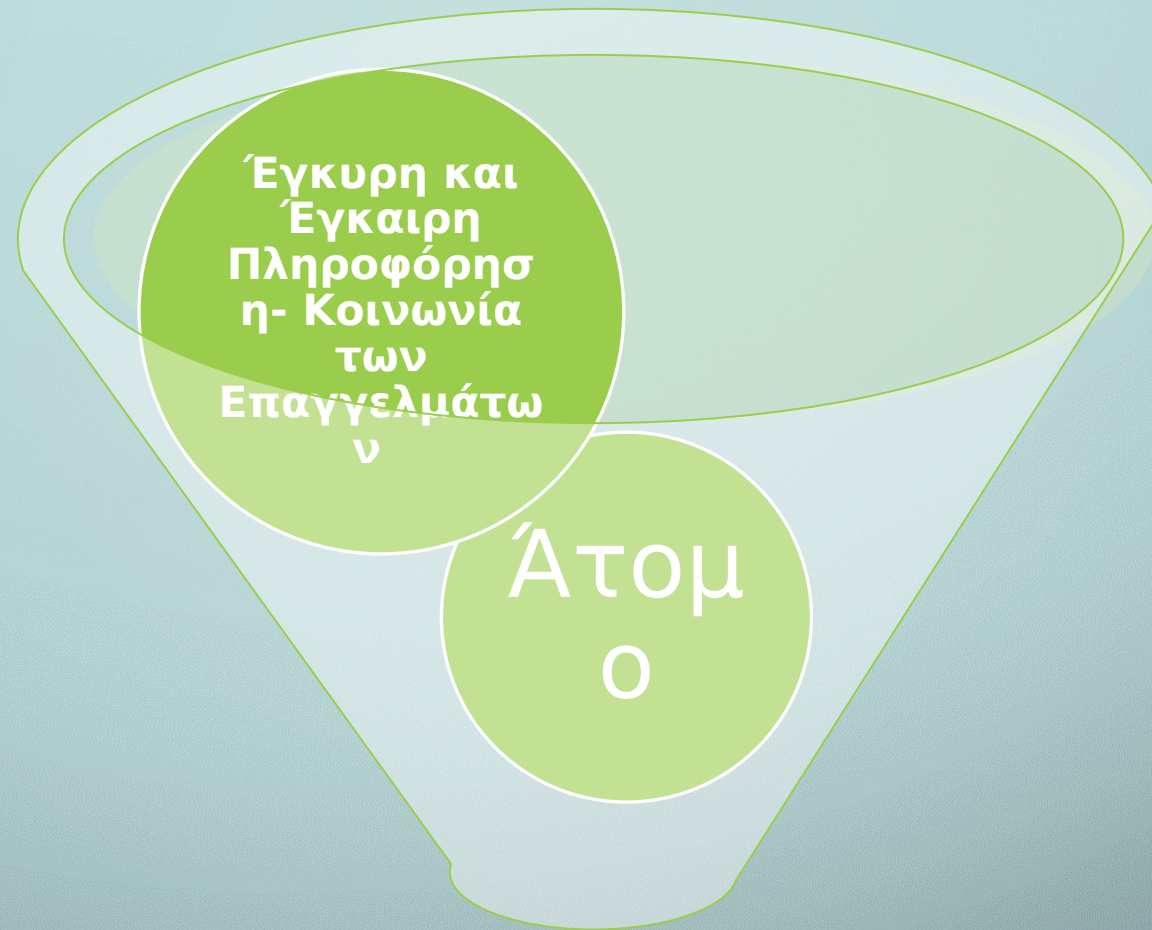 Έγκυρη και
Έγκαιρη
Πληροφόρησ
η- Κοινωνία
των
Επαγγελμάτω
ν
Άτομ
ο